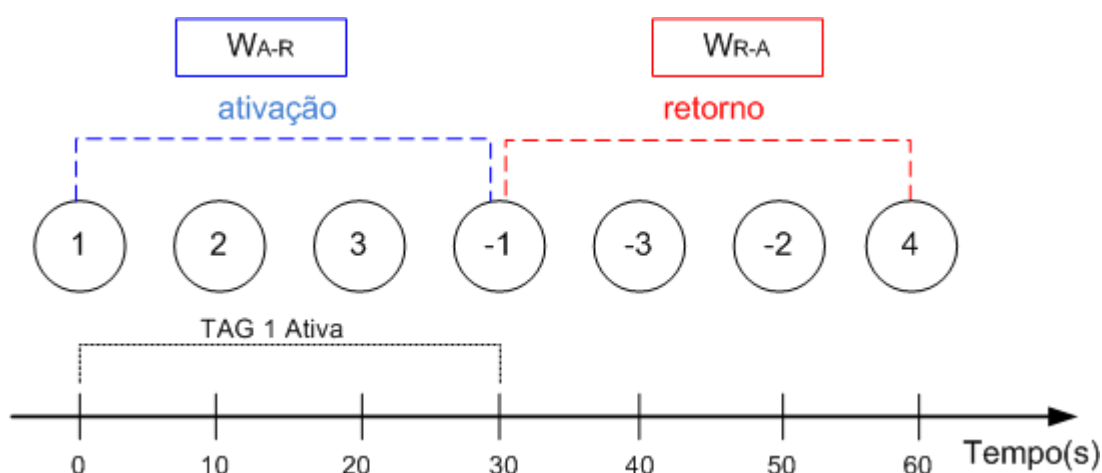 WA-R WR-A
ativação retorno
1 2 3 -1 -3 -2 4
TAG 1 Ativa
0 10 20 30 40 50 60 Tempo(s)